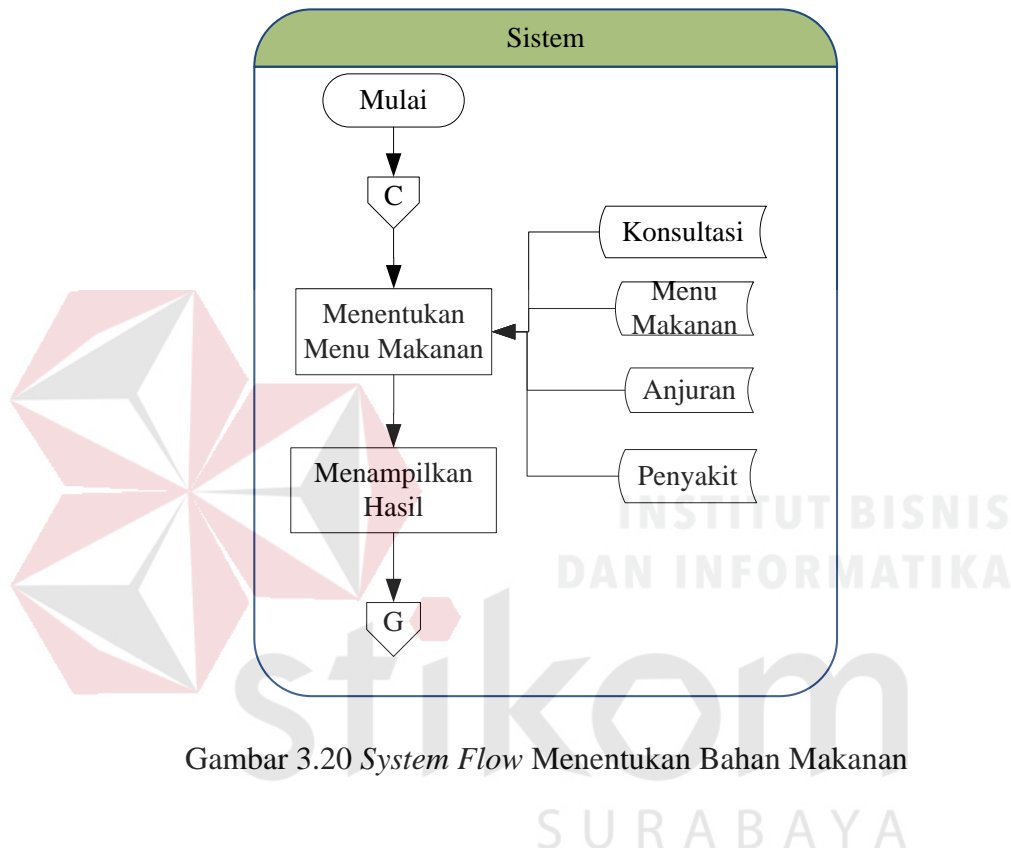 Sistem
Mulai
C
Konsultasi
Menu
Makanan
Menentukan
Menu Makanan
Anjuran
Menampilkan
Hasil
Penyakit
G
INSTITUT BISNIS
DAN INFORMATIKA
stikom
Gambar 3.20 System Flow Menentukan Bahan Makanan
SURABAYA